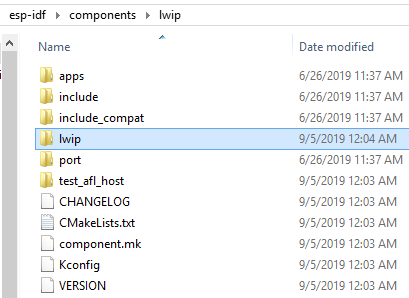 esp-idf › components › lwip
Name Date modified
apps 6/26/2019 11:37 AM
include 6/26/2019 11:37 AM
include_compat 6/26/2019 11:37 AM
lwip 9/5/2019 12:04 AM
port 6/26/2019 11:37 AM
test_afl_host 9/5/2019 12:03 AM
CHANGELOG 9/5/2019 12:03 AM
CMakeLists.txt 9/5/2019 12:03 AM
component.mk 9/5/2019 12:03 AM
Kconfig 9/5/2019 12:03 AM
VERSION 9/5/2019 12:03 AM